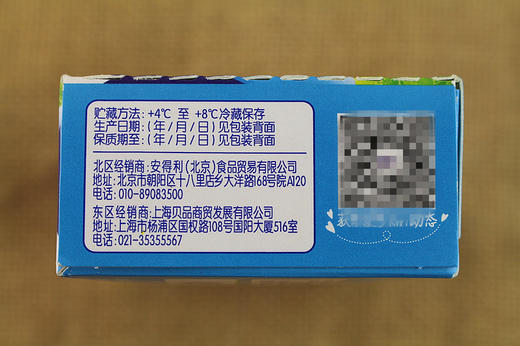 贮藏方法: +4℃ 至 +8℃冷藏保存
生产日期: (年/月/日)见包装背面
保质期至: (年/月/日)见包装背面
北区经销商: 安得利(北京)食品贸易有限公司
地址: 北京市朝阳区十八里店乡大洋路168号院A120
电话: 010-89083500
东区经销商: 上海贝品商贸发展有限公司
地址: 上海市杨浦区国权路108号国阳大厦516室
电话: 021-35355567
获 动态